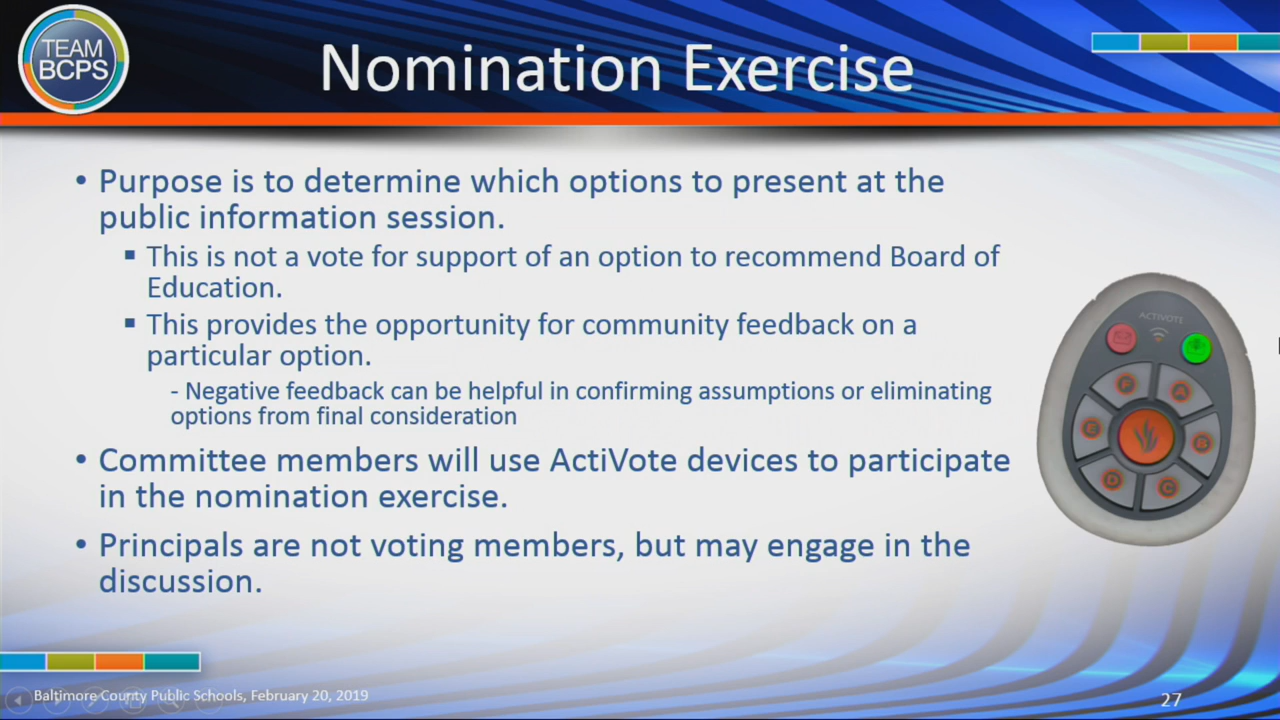 TEAM
BCPS
Nomination Exercise
• Purpose is to determine which options to present at the
public information session.
▪ This is not a vote for support of an option to recommend Board of
Education.
▪ This provides the opportunity for community feedback on a
particular option.
- Negative feedback can be helpful in confirming assumptions or eliminating
options from final consideration
• Committee members will use ActiVote devices to participate
in the nomination exercise.
• Principals are not voting members, but may engage in the
discussion.
ACTIVOTE
F A
E B
D C
Baltimore County Public Schools, February 20, 2019
27